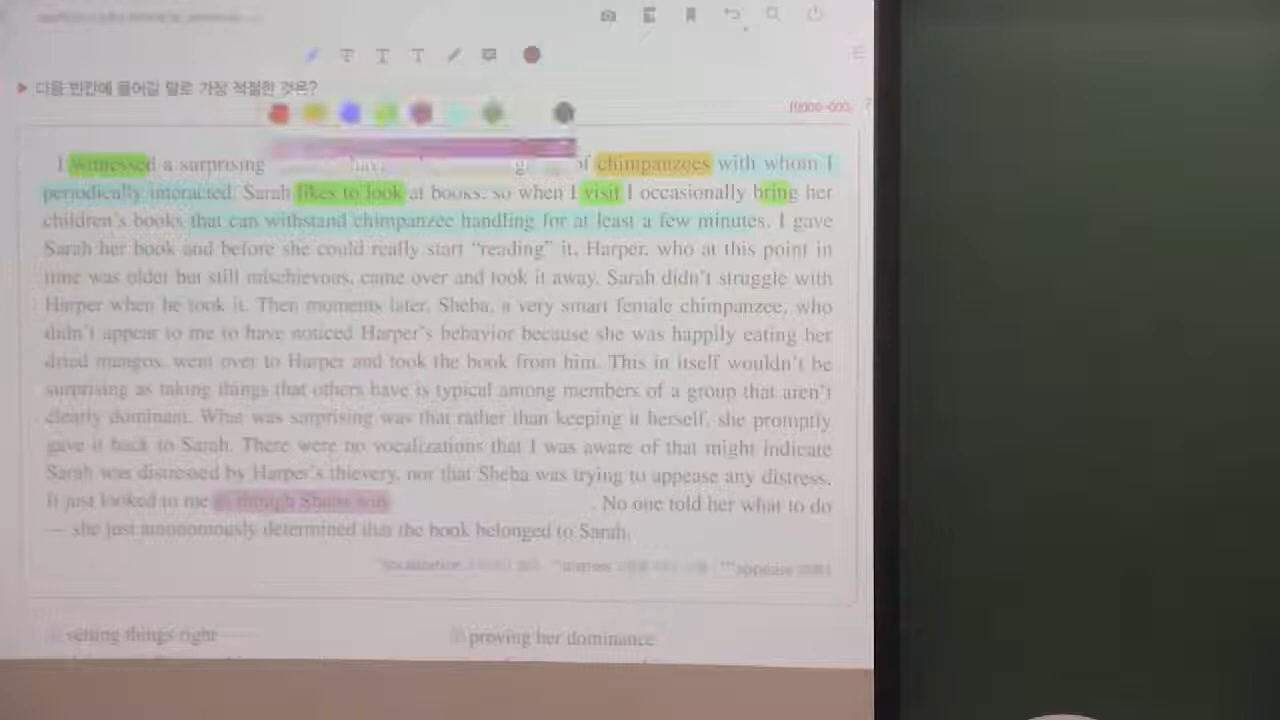 다음 빈칸에 들어갈 말로 가장 적절한 것은?
I witnessed a surprising of chimpanzees with whom I
periodically interacted. Sarah likes to look at books, so when I visit I occasionally bring her
children's books that can withstand chimpanzee handling for at least a few minutes. I gave
Sarah her book and before she could really start “reading” it, Harper, who at this point in
time was older but still mischievous, came over and took it away. Sarah didn't struggle with
Harper when he took it. Then moments later, Sheba, a very smart female chimpanzee, who
didn't appear to me to have noticed Harper's behavior because she was happily eating her
dried mangos, went over to Harper and took the book from him. This in itself wouldn't be
surprising as taking things that others have is typical among members of a group that aren't
clearly dominant. What was surprising was that rather than keeping it herself, she promptly
gave it back to Sarah. There were no vocalizations that I was aware of that might indicate
Sarah was distressed by Harper's thievery, nor that Sheba was trying to appease any distress.
It just looked to me as though Sheba was . No one told her what to do
— she just autonomously determined that the book belonged to Sarah.
*vocalization ***appease
setting things right proving her dominance